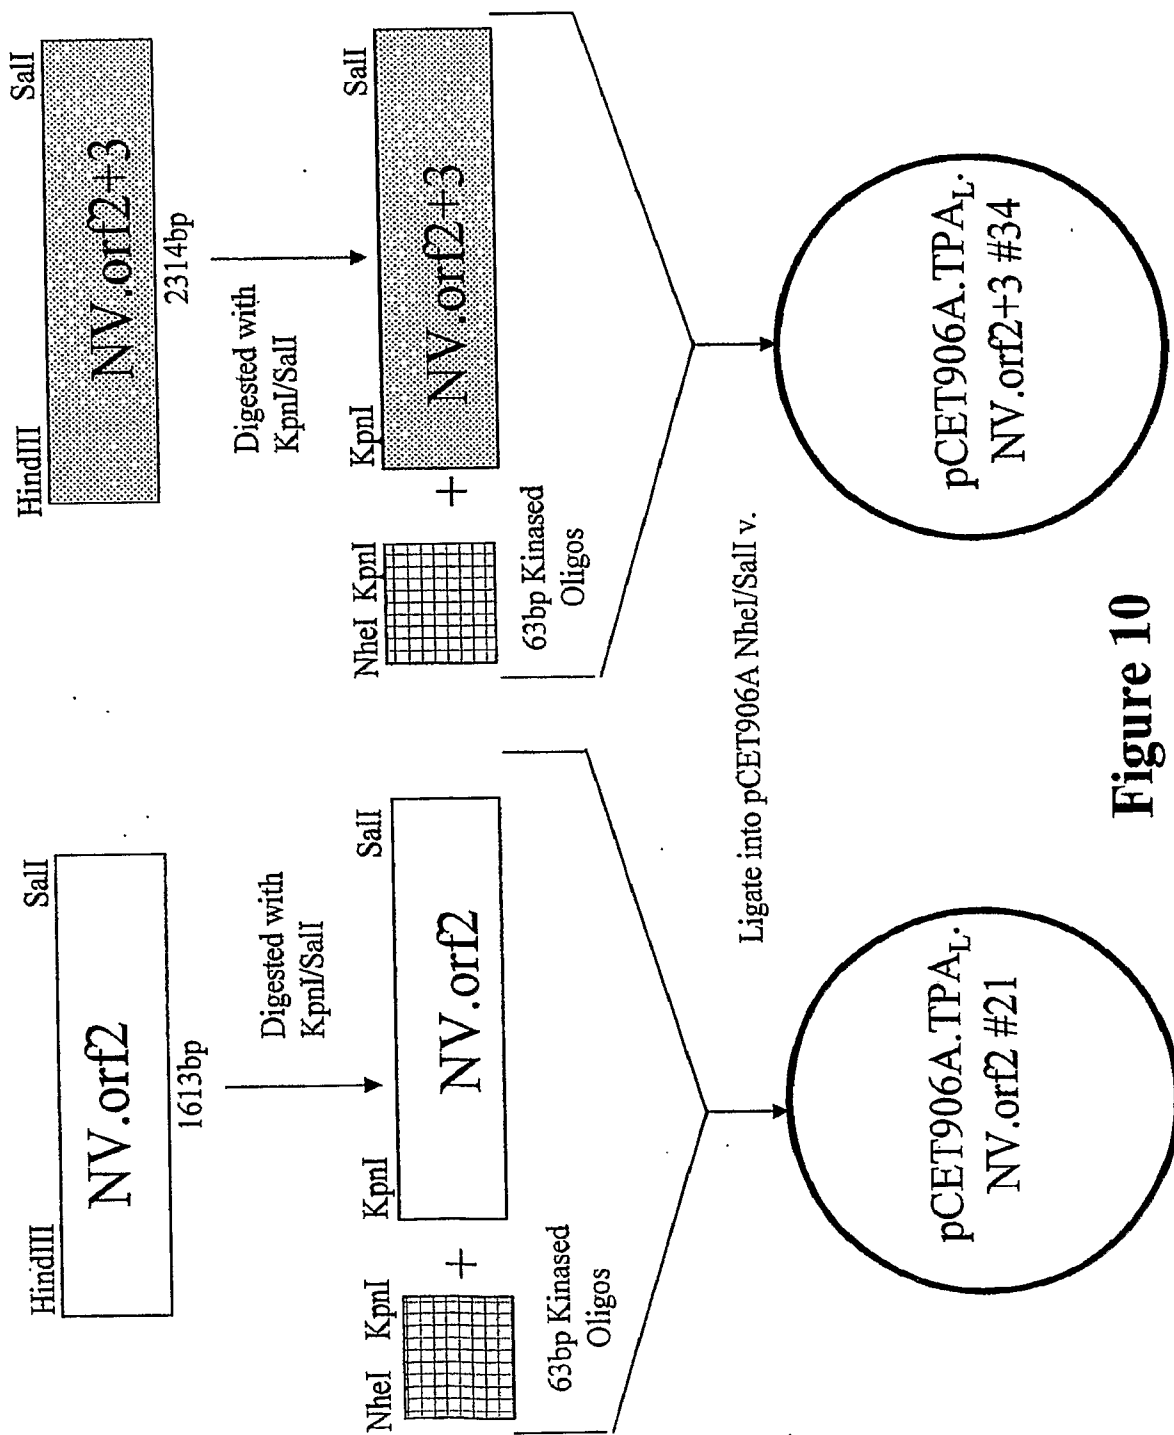 HindIII SalI
NV.orf2
1613bp
Digested with
KpnI/SalI
NheI KpnI
+
KpnI SalI
NV.orf2
63bp Kinased
Oligos
pCET906A.TPAL.
NV.orf2 #21
HindIII SalI
NV.orf2+3
2314bp
Digested with
KpnI/SalI
NheI KpnI
+
KpnI SalI
NV.orf2+3
63bp Kinased
Oligos
Ligate into pCET906A NheI/SalI v.
pCET906A.TPAL.
NV.orf2+3 #34
Figure 10